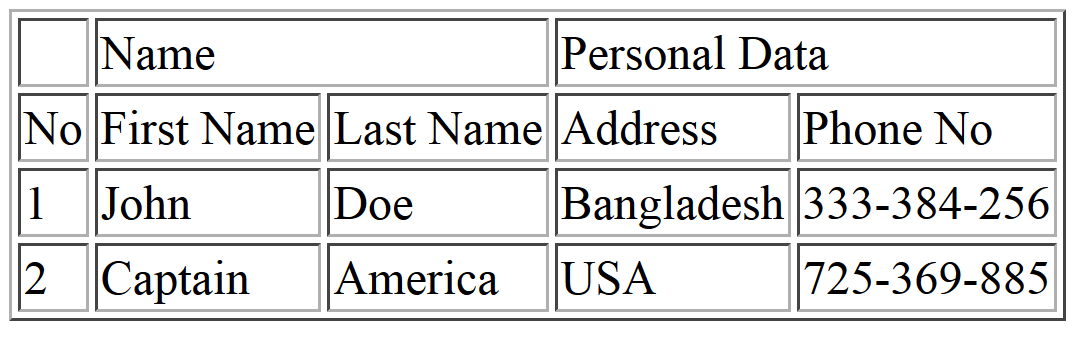 Name Personal Data
No First Name Last Name Address Phone No
1 John Doe Bangladesh 333-384-256
2 Captain America USA 725-369-885